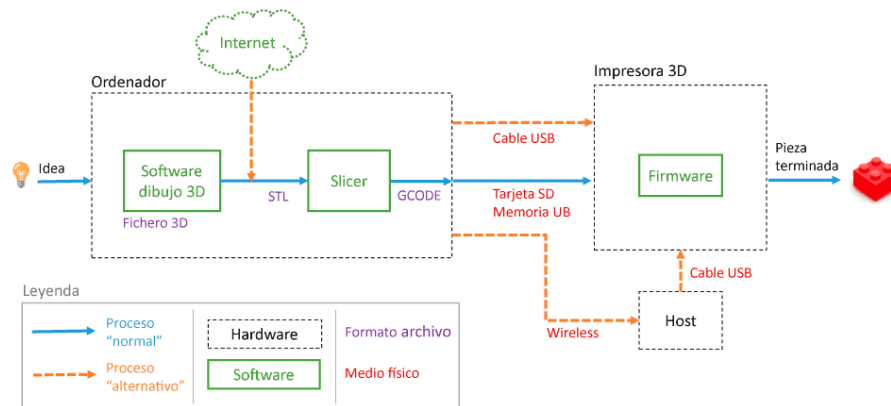 Internet
Ordenador
Impresora 3D
Cable USB
Idea
Software
dibujo 3D
Fichero 3D
STL
Slicer
GCODE
Tarjeta SD
Memoria UB
Firmware
Pieza
terminada
Cable USB
Wireless
Host
Leyenda
Proceso
"normal"
Hardware
Formato archivo
Proceso
"alternativo"
Software
Medio físico